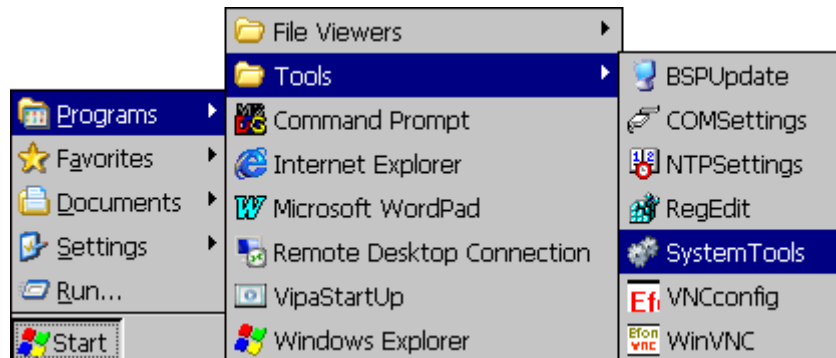 File Viewers
Tools
Command Prompt
Internet Explorer
Microsoft WordPad
Remote Desktop Connection
VipaStartUp
Windows Explorer
Programs
Favorites
Documents
Settings
Run...
Start
BSPUpdate
COMSettings
NTPSettings
RegEdit
SystemTools
VNCconfig
WinVNC